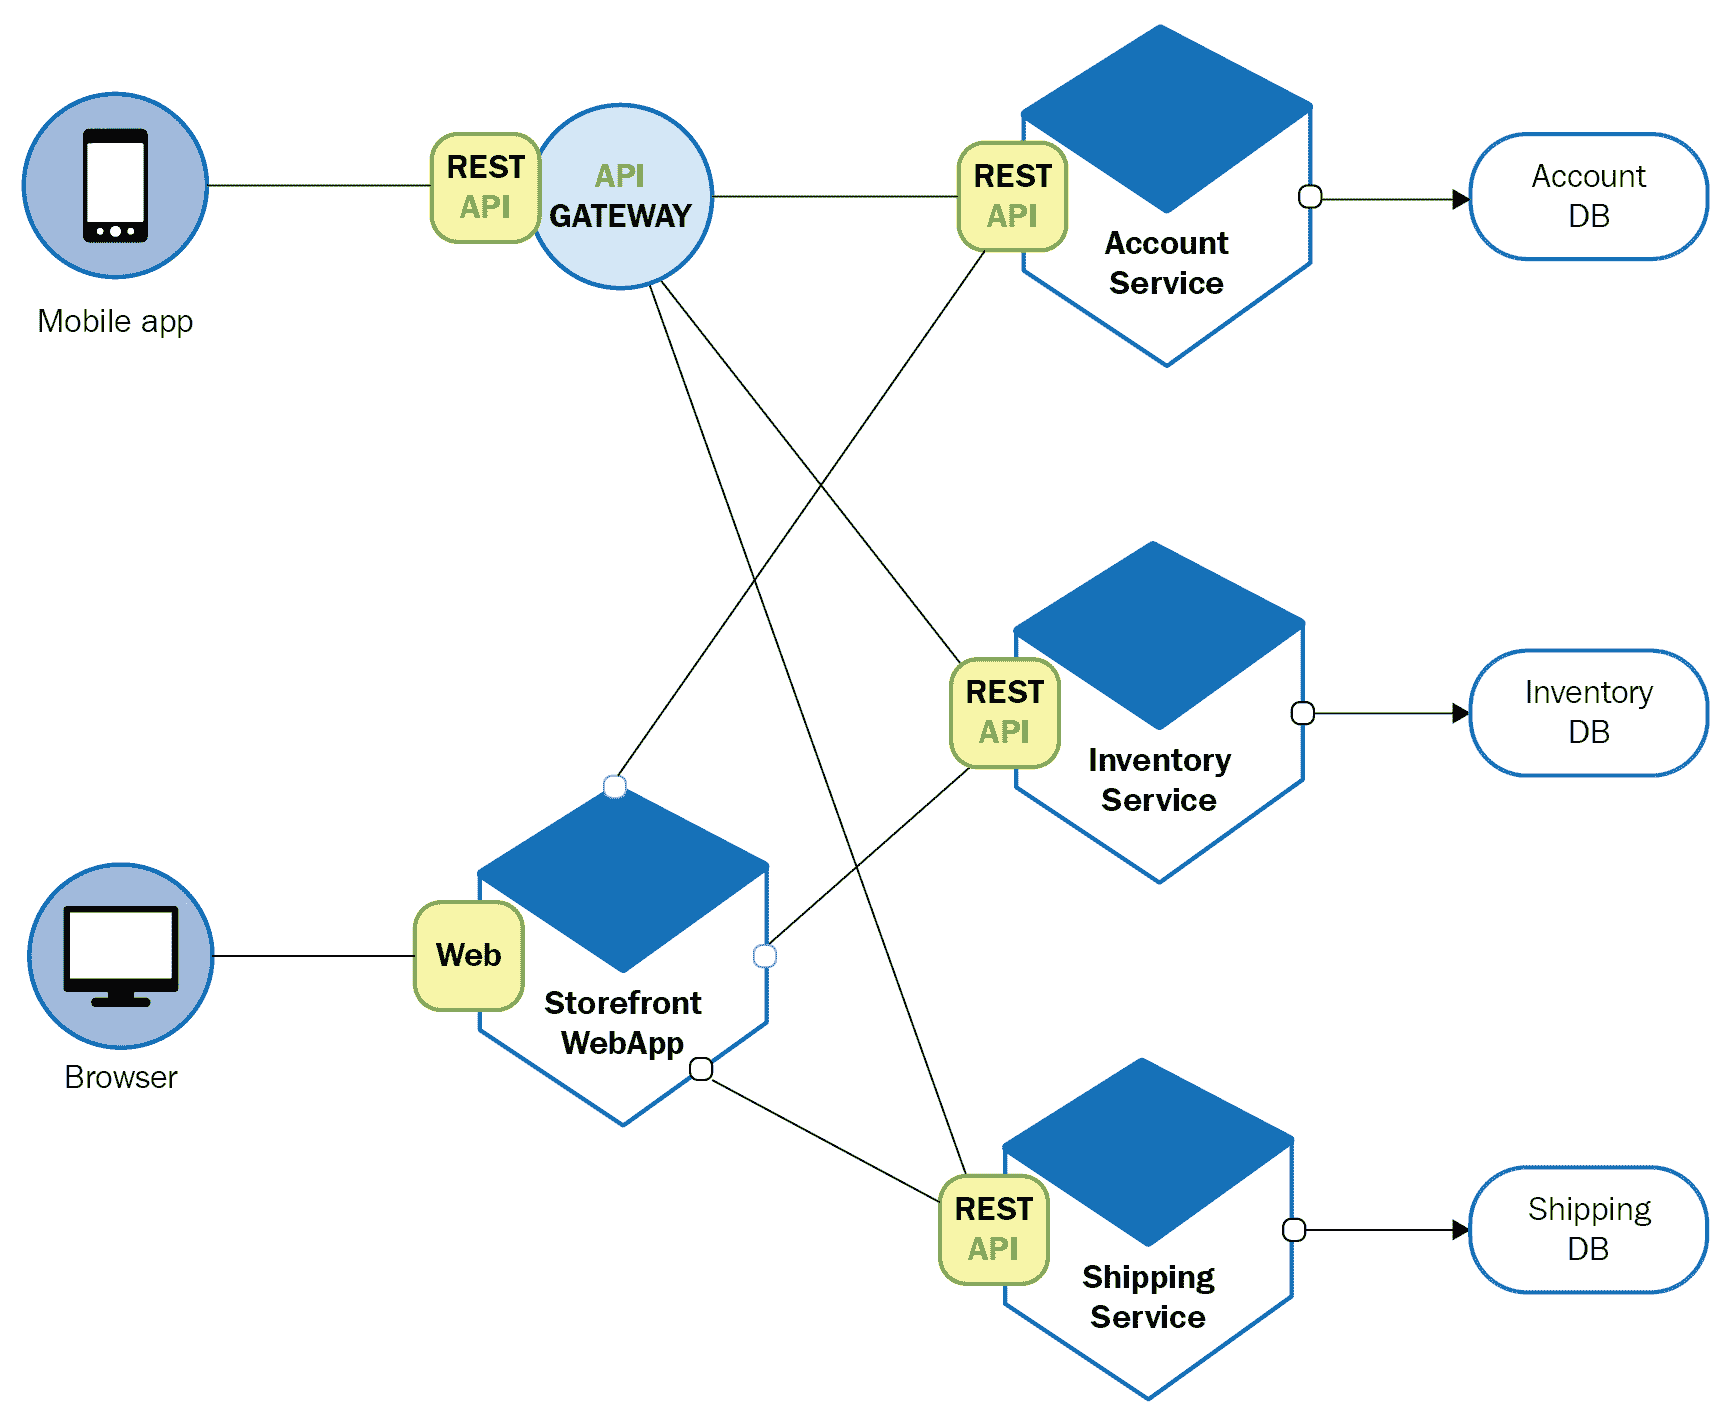 REST
API
API
GATEWAY
REST
API
Account
Service
Account
DB
Mobile app
REST
API
Inventory
Service
Inventory
DB
Web
Storefront
WebApp
Browser
REST
API
Shipping
Service
Shipping
DB